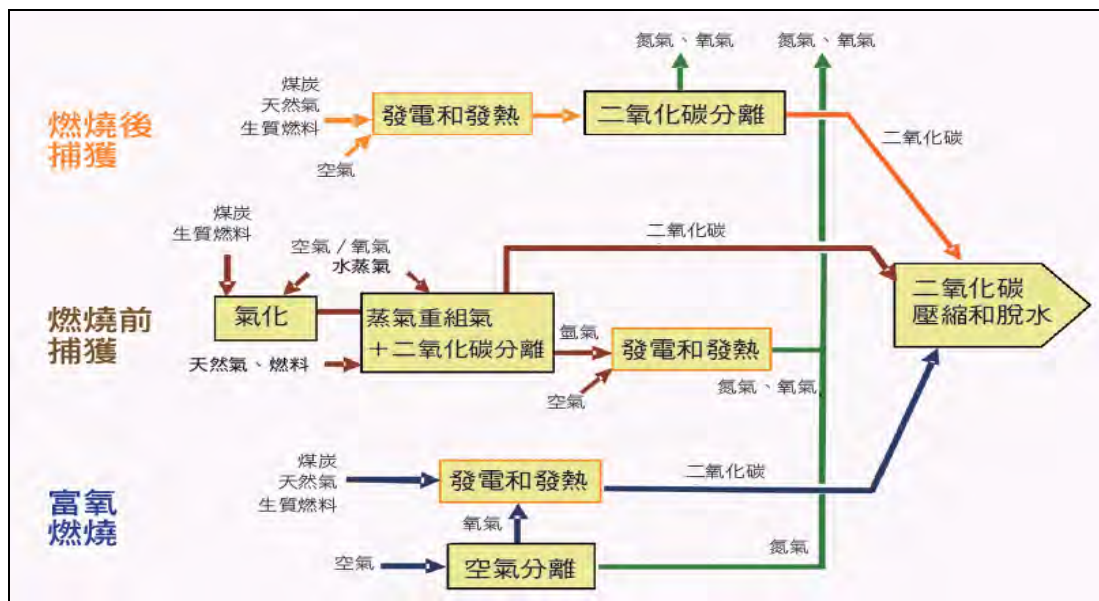 燃燒後
捕獲
煤炭
天然氣
生質燃料
空氣
發電和發熱
二氧化碳分離
氮氣、氧氣
氮氣、氧氣
二氧化碳
燃燒前
捕獲
煤炭
生質燃料
空氣／氧氣
水蒸氣
氣化
天然氣、燃料
蒸氣重組氣
＋二氧化碳分離
二氧化碳
氫氣
空氣
發電和發熱
氮氣、氧氣
二氧化碳
壓縮和脫水
富氧
燃燒
煤炭
天然氣
生質燃料
發電和發熱
二氧化碳
氧氣
空氣
空氣分離
氮氣